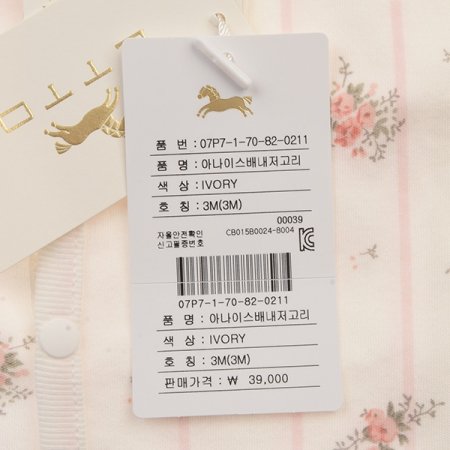 품 번 : 07P7-1-70-82-0211
품 명 : 아나이스배내저고리
색 상 : IVORY
호 칭 : 3M(3M)
00039
자율안전확인
신고필증번호 CB015B0024-8004
07P7-1-70-82-0211
품 명 : 아나이스배내저고리
색 상 : IVORY
호 칭 : 3M(3M)
판매가격 : ₩ 39,000